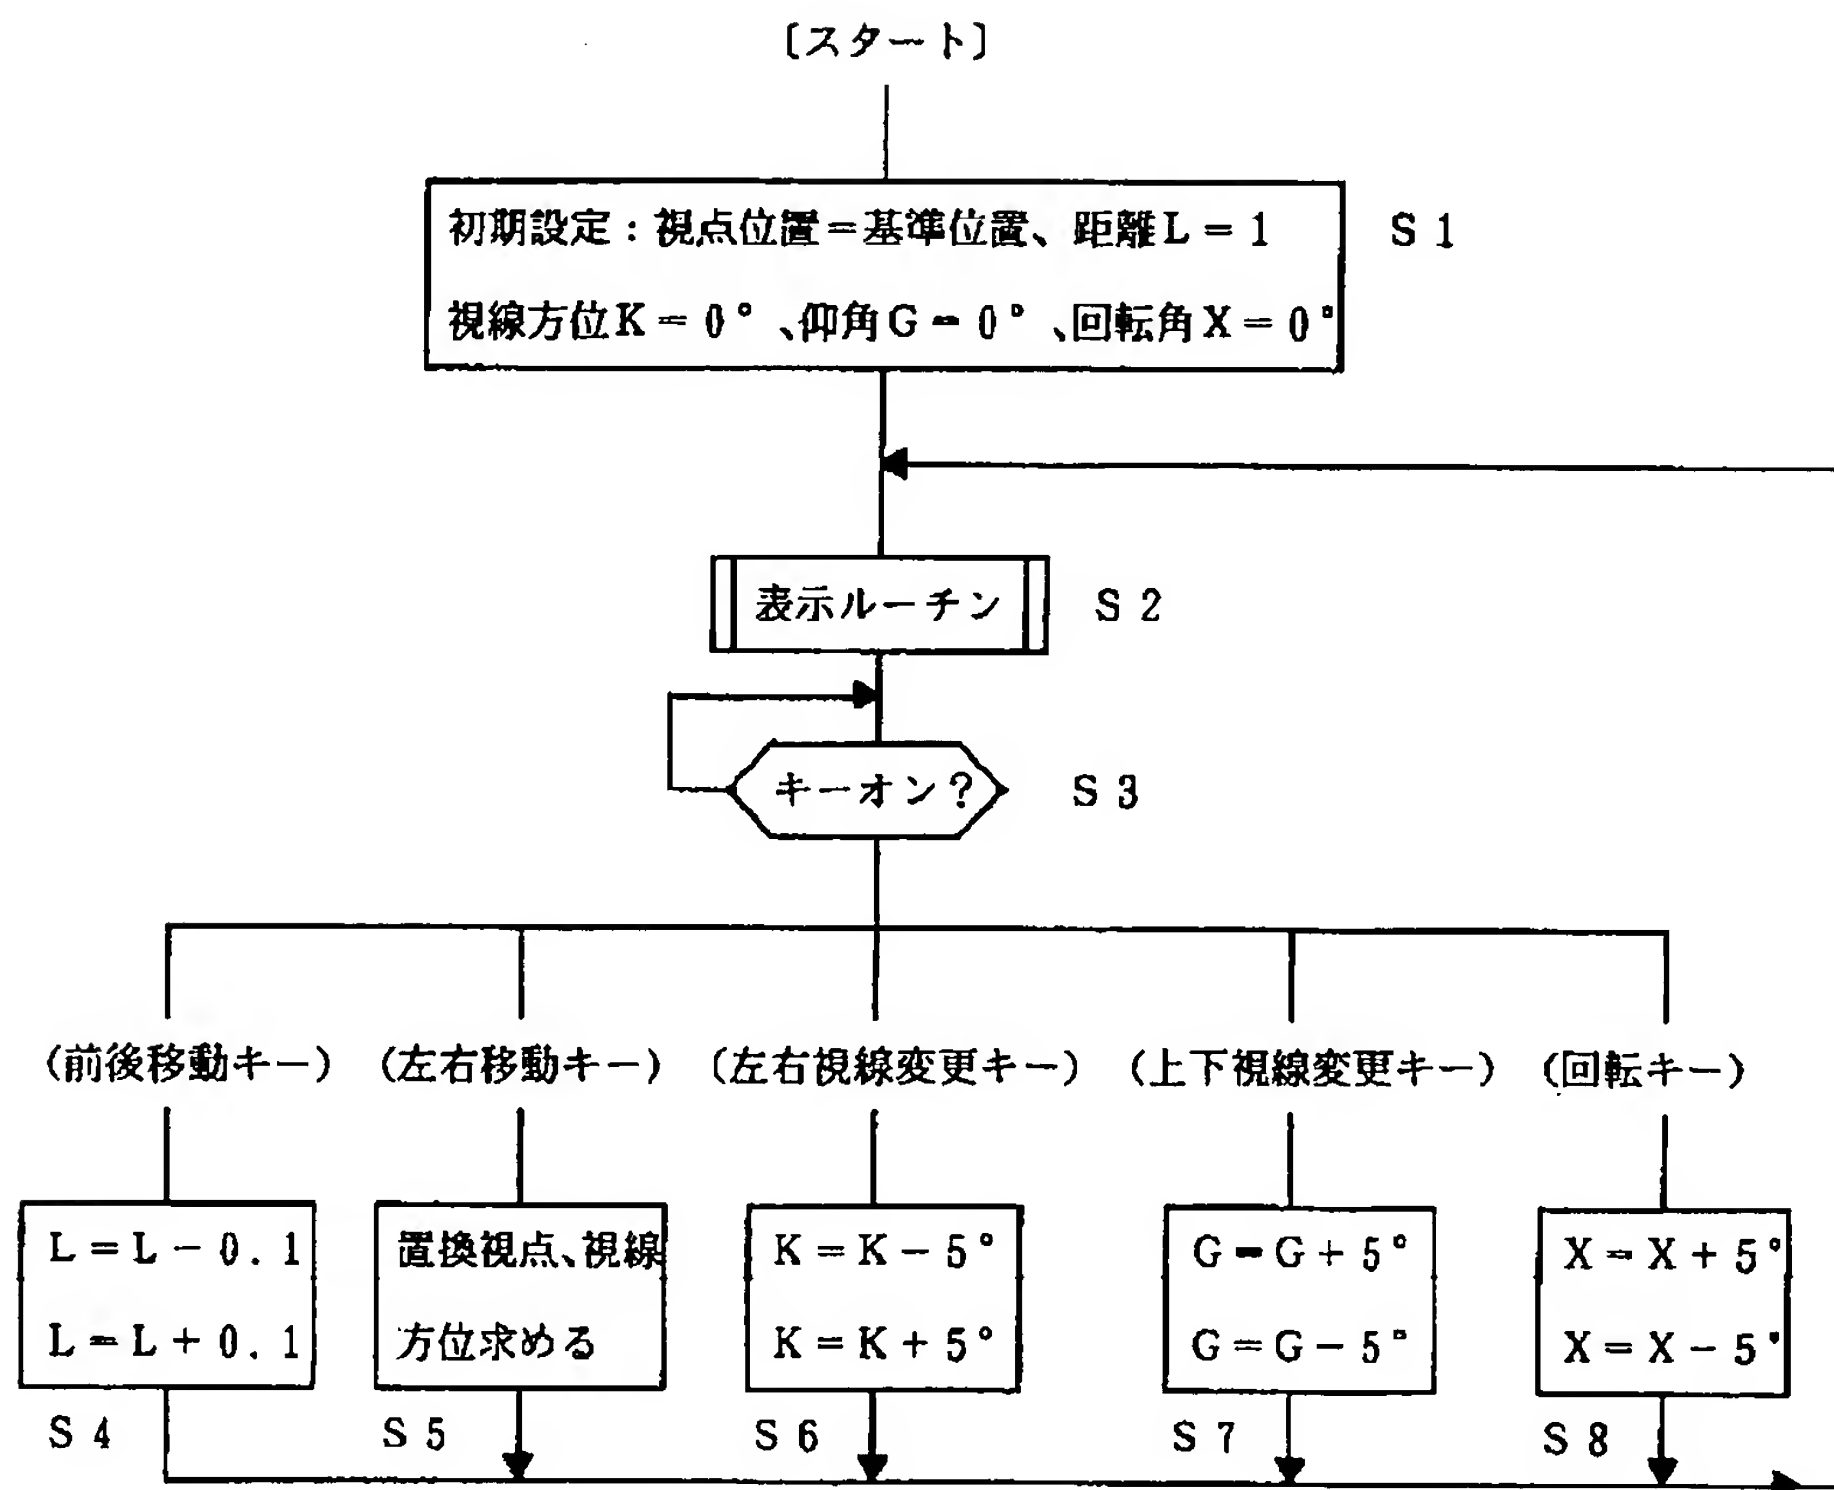 〔スタート〕
初期設定：視点位置＝基準位置、距離L＝1
S1
視線方位K＝0°、仰角G＝0°、回転角X＝0°
表示ルーチン
S2
キーオン？
S3
(前後移動キー)
(左右移動キー)
(左右視線変更キー)
(上下視線変更キー)
(回転キー)
L＝L－0.1
L＝L＋0.1
S4
置換視点、視線
方位求める
S5
K＝K－5°
K＝K＋5°
S6
G＝G＋5°
G＝G－5°
S7
X＝X＋5°
X＝X－5°
S8